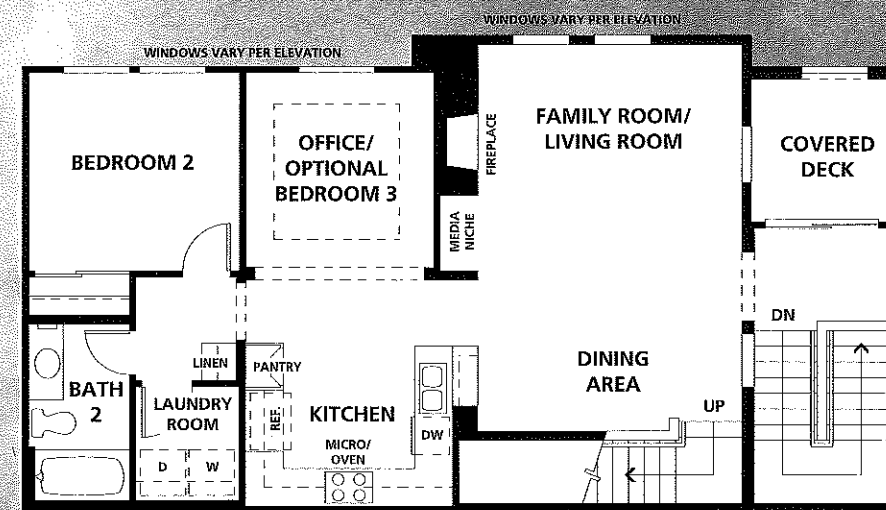 WINDOWS VARY PER ELEVATION
WINDOWS VARY PER ELEVATION
BEDROOM 2
OFFICE/
OPTIONAL
BEDROOM 3
FIREPLACE
FAMILY ROOM/
LIVING ROOM
COVERED
DECK
MEDIA
NICHE
DN
LINEN
PANTRY
DINING
AREA
BATH
2
LAUNDRY
ROOM
REF.
KITCHEN
UP
MICRO/
OVEN
DW
D
W